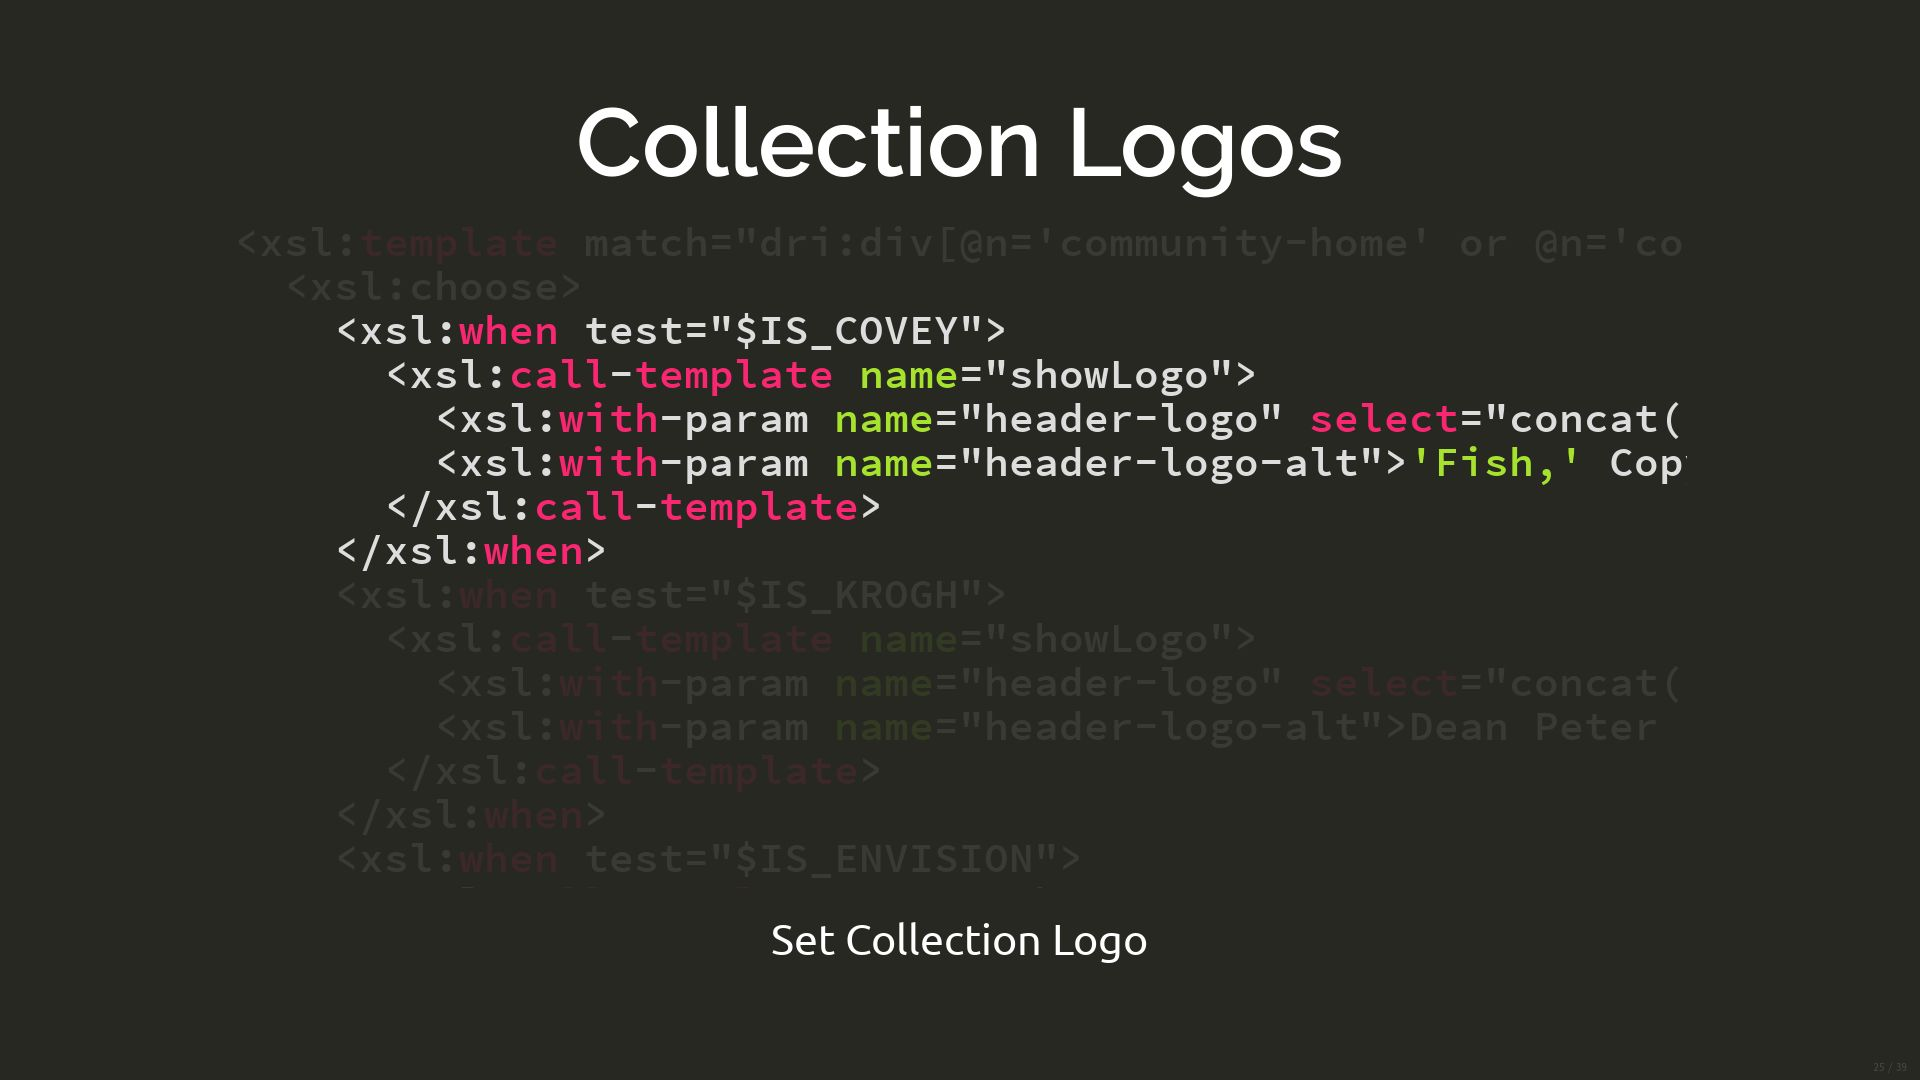 Collection Logos
<xsl:template match="dri:div[@n='community-home' or @n='co
<xsl:choose>
<xsl:when test="$IS_COVEY">
<xsl:call-template name="showLogo">
<xsl:with-param name="header-logo" select="concat(
<xsl:with-param name="header-logo-alt">'Fish,' Cop
</xsl:call-template>
</xsl:when>
<xsl:when test="$IS_KROGH">
<xsl:call-template name="showLogo">
<xsl:with-param name="header-logo" select="concat(
<xsl:with-param name="header-logo-alt">Dean Peter
</xsl:call-template>
</xsl:when>
<xsl:when test="$IS_ENVISION">
Set Collection Logo
25 / 39